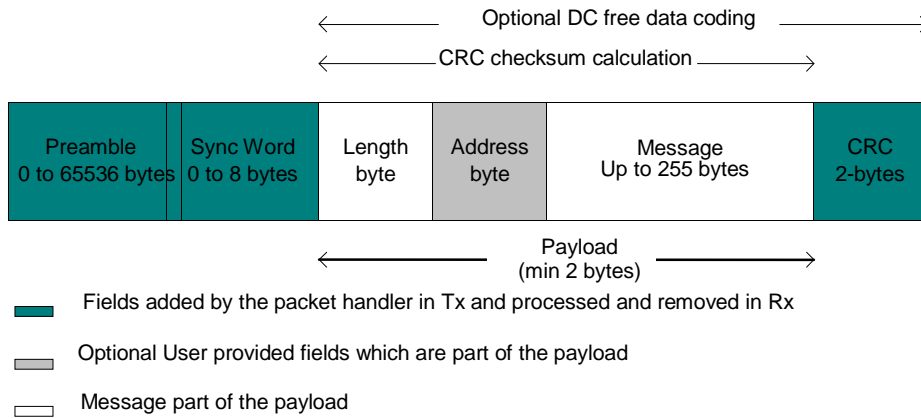 Optional DC free data coding
CRC checksum calculation
Preamble
0 to 65536 bytes
Sync Word
0 to 8 bytes
Length
byte
Address
byte
Message
Up to 255 bytes
CRC
2-bytes
Payload
(min 2 bytes)
Fields added by the packet handler in Tx and processed and removed in Rx
Optional User provided fields which are part of the payload
Message part of the payload